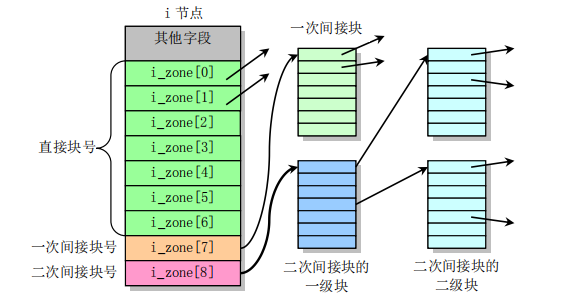 i 节点
其他字段
i_zone[0]
i_zone[1]
i_zone[2]
i_zone[3]
i_zone[4]
i_zone[5]
i_zone[6]
i_zone[7]
i_zone[8]
直接块号
一次间接块号
二次间接块号
一次间接块
二次间接块的
一级块
二次间接块的
二级块